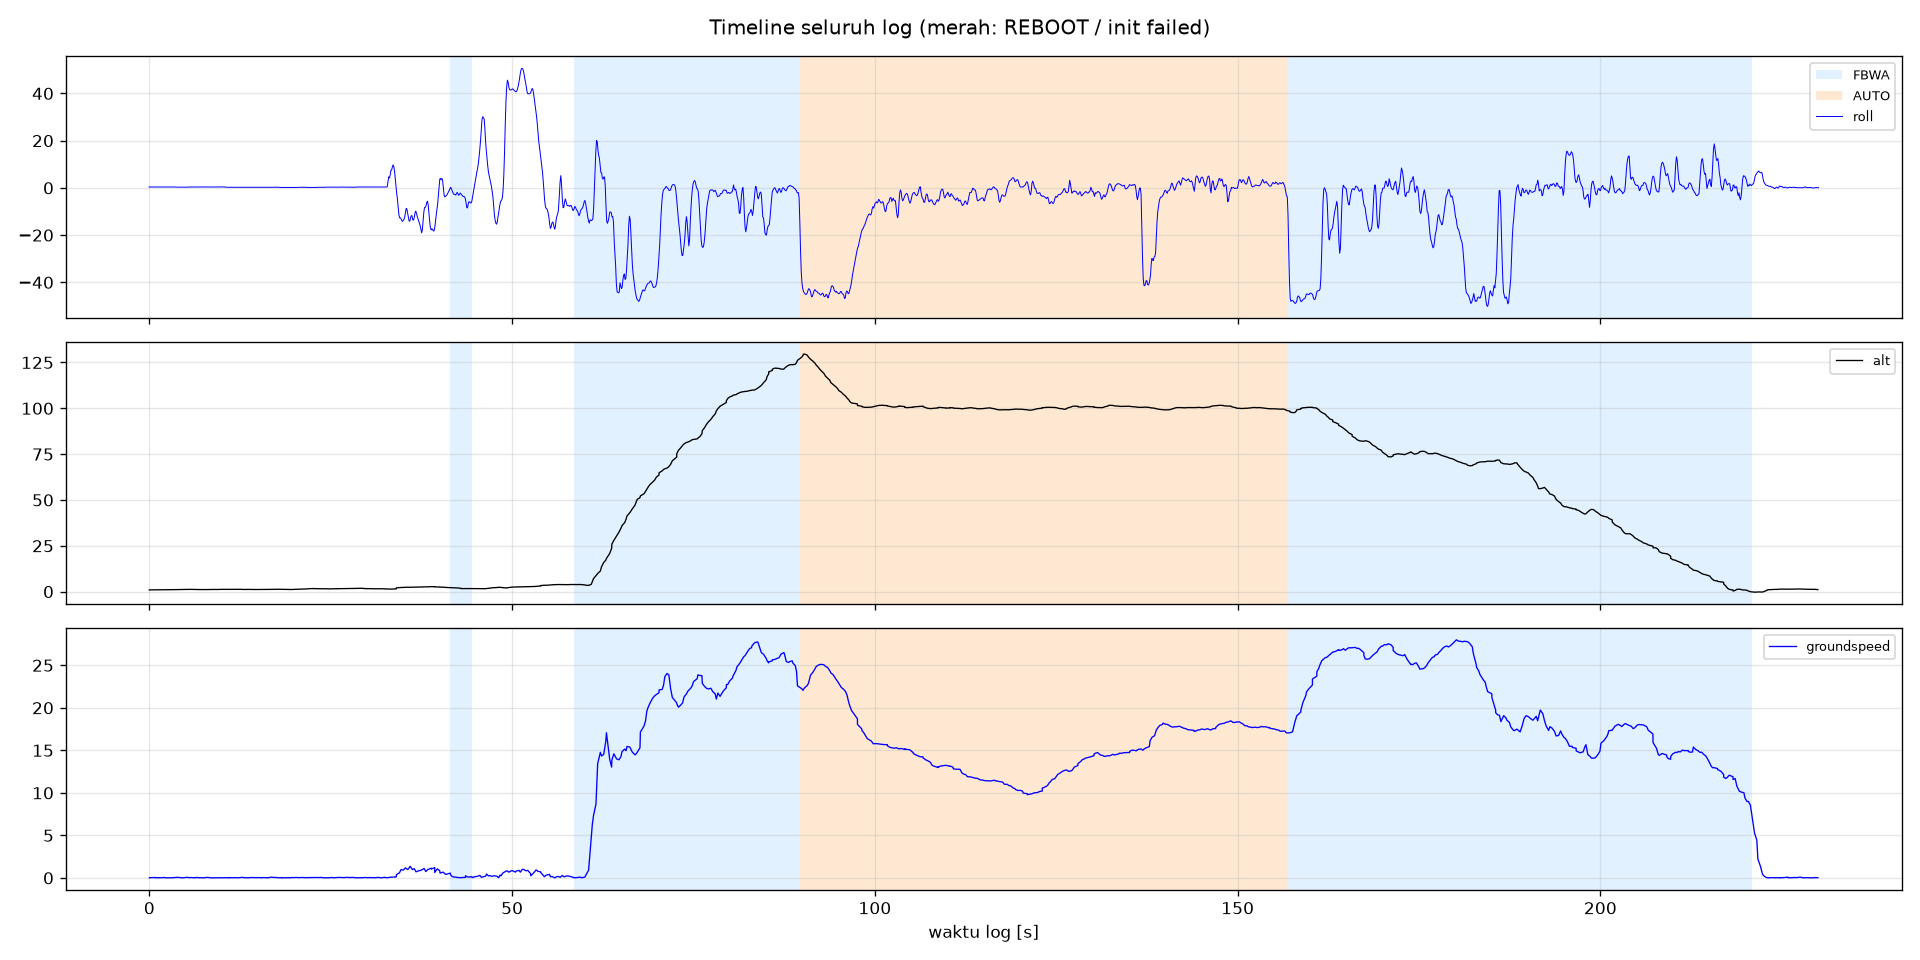 Timeline seluruh log (merah: REBOOT / init failed)
40
20
0
−20
−40
FBWA
AUTO
roll
125
100
75
50
25
0
alt
25
20
15
10
5
0
groundspeed
0 50 100 150 200
waktu log [s]